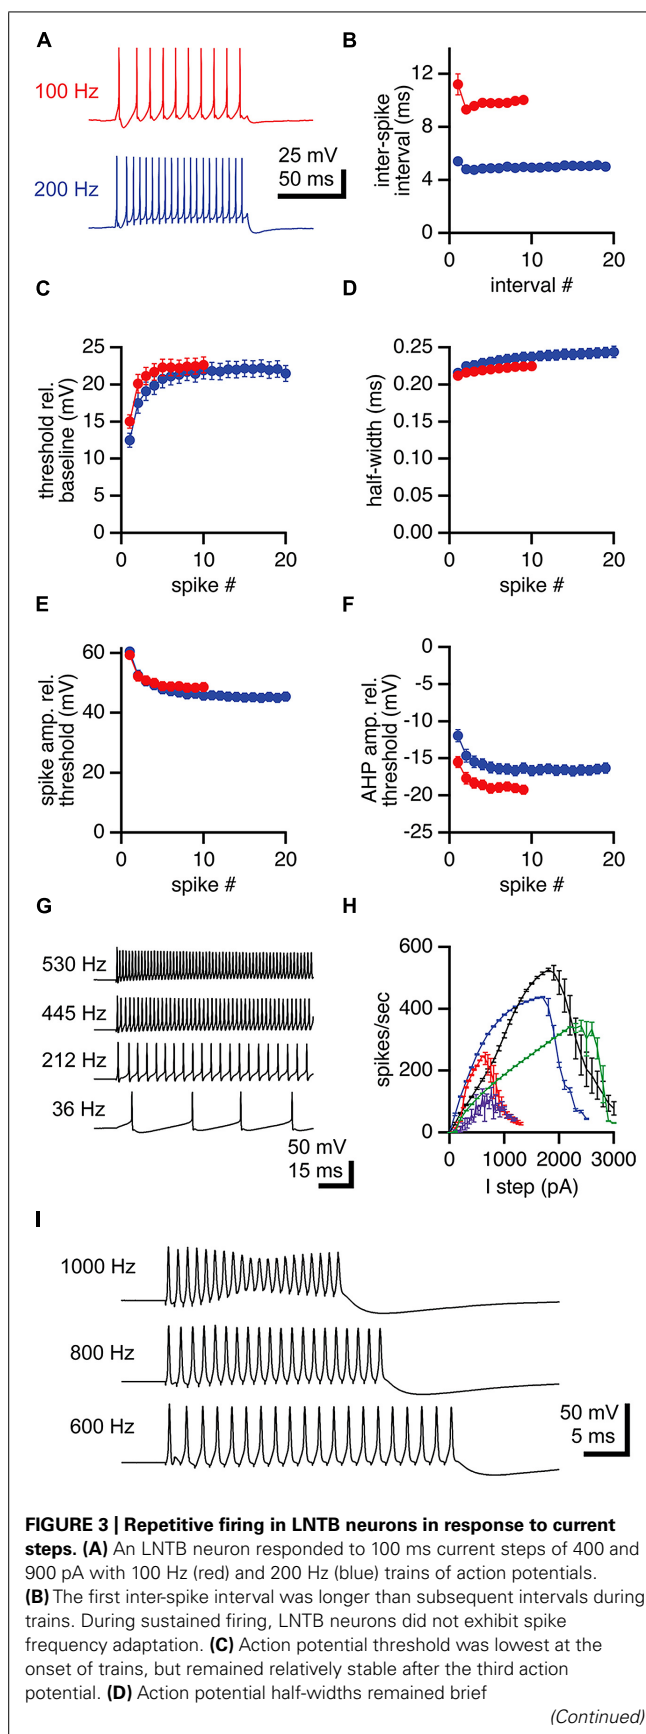 A
100 Hz
200 Hz
25 mV
50 ms
B
inter-spike
interval (ms)
12
8
4
0
0
10
20
interval #
C
threshold rel.
baseline (mV)
25
20
15
10
5
0
0
10
20
spike #
D
half-width (ms)
0.25
0.20
0.15
0.10
0.05
0.00
0
10
20
spike #
E
spike amp. rel.
threshold (mV)
60
40
20
0
0
10
20
spike #
F
AHP amp. rel.
threshold (mV)
0
-5
-10
-15
-20
-25
0
10
20
spike #
G
530 Hz
445 Hz
212 Hz
36 Hz
50 mV
15 ms
H
spikes/sec
600
400
200
0
0
1000
2000
3000
I step (pA)
I
1000 Hz
800 Hz
600 Hz
50 mV
5 ms
FIGURE 3 | Repetitive firing in LNTB neurons in response to current
steps. (A) An LNTB neuron responded to 100 ms current steps of 400 and
900 pA with 100 Hz (red) and 200 Hz (blue) trains of action potentials.
(B) The first inter-spike interval was longer than subsequent intervals during
trains. During sustained firing, LNTB neurons did not exhibit spike
frequency adaptation. (C) Action potential threshold was lowest at the
onset of trains, but remained relatively stable after the third action
potential. (D) Action potential half-widths remained brief
(Continued)